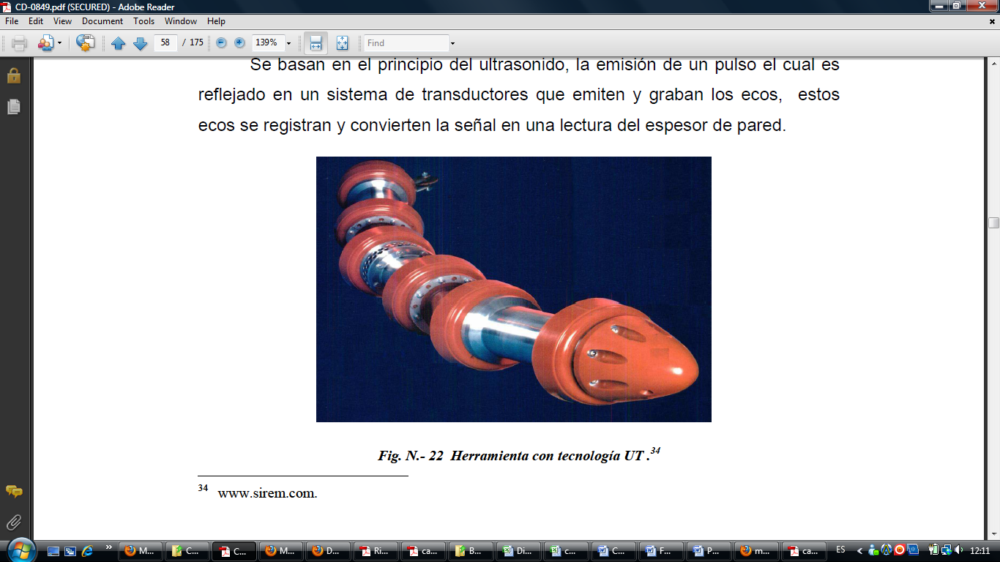 CD-0849.pdf (SECURED) - Adobe Reader
File Edit View Document Tools Window Help
58 / 175 139% Find
Se basan en el principio del ultrasonido, la emisión de un pulso el cual es
reflejado en un sistema de transductores que emiten y graban los ecos, estos
ecos se registran y convierten la señal en una lectura del espesor de pared.
Fig. N.- 22 Herramienta con tecnología UT .34
34 www.sirem.com.
M... C... C... M... D... Ri... ca... B... Di... c... C... F... P... m... ca... ES 12:11